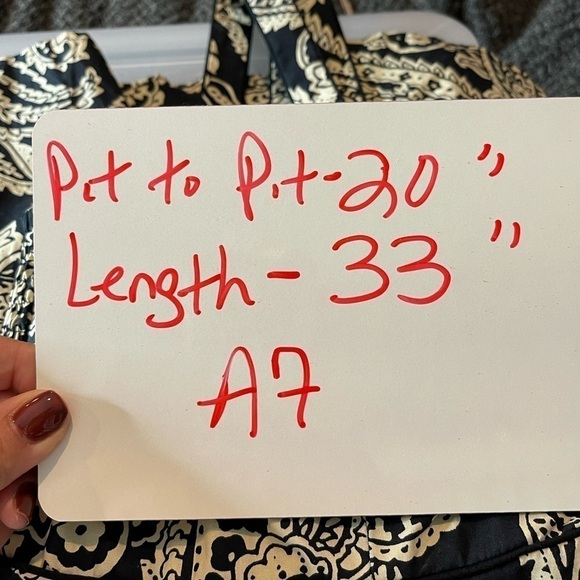 Pit to Pit-20"
Length-33"
A7